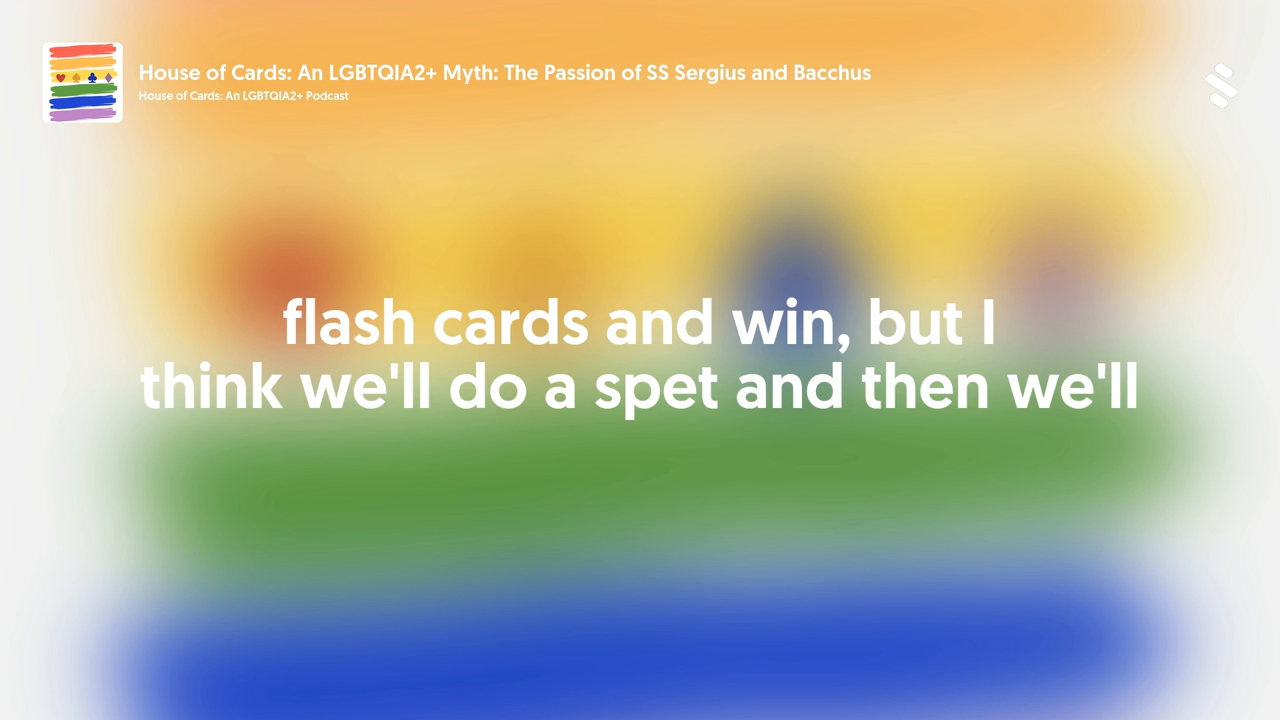 House of Cards: An LGBTQIA2+ Myth: The Passion of SS Sergius and Bacchus
House of Cards: An LGBTQIA2+ Podcast
flash cards and win, but I
think we'll do a spet and then we'll